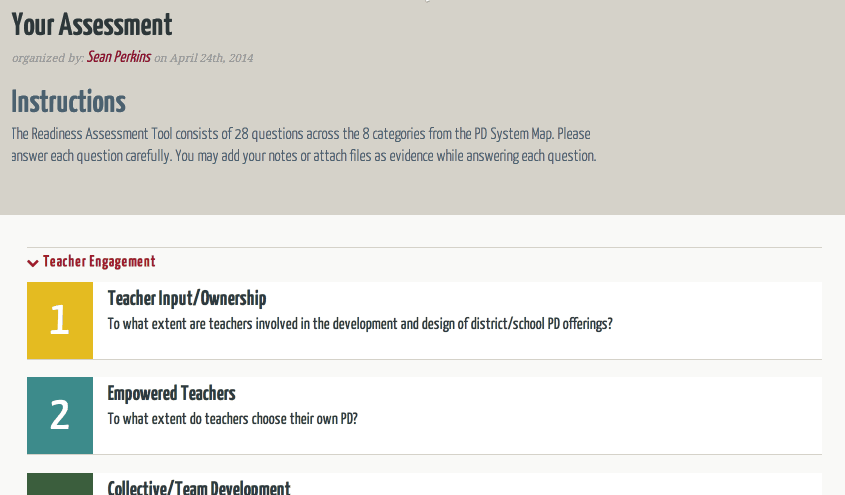 Your Assessment
organized by: Sean Perkins on April 24th, 2014
Instructions
The Readiness Assessment Tool consists of 28 questions across the 8 categories from the PD System Map. Please
answer each question carefully. You may add your notes or attach files as evidence while answering each question.
Teacher Engagement
1
Teacher Input/Ownership
To what extent are teachers involved in the development and design of district/school PD offerings?
2
Empowered Teachers
To what extent do teachers choose their own PD?
Collective/Team Development